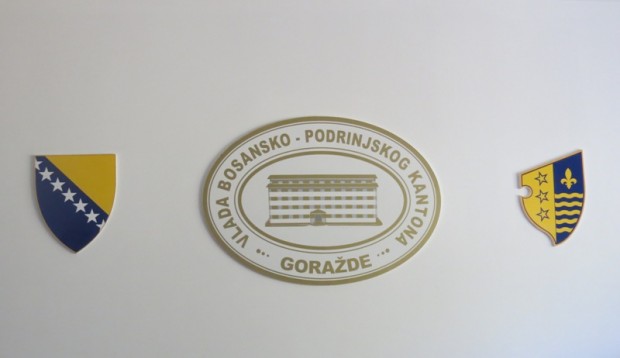 VLADA BOSANSKO - PODRINJSKOG KANTONA
GORAŽDE